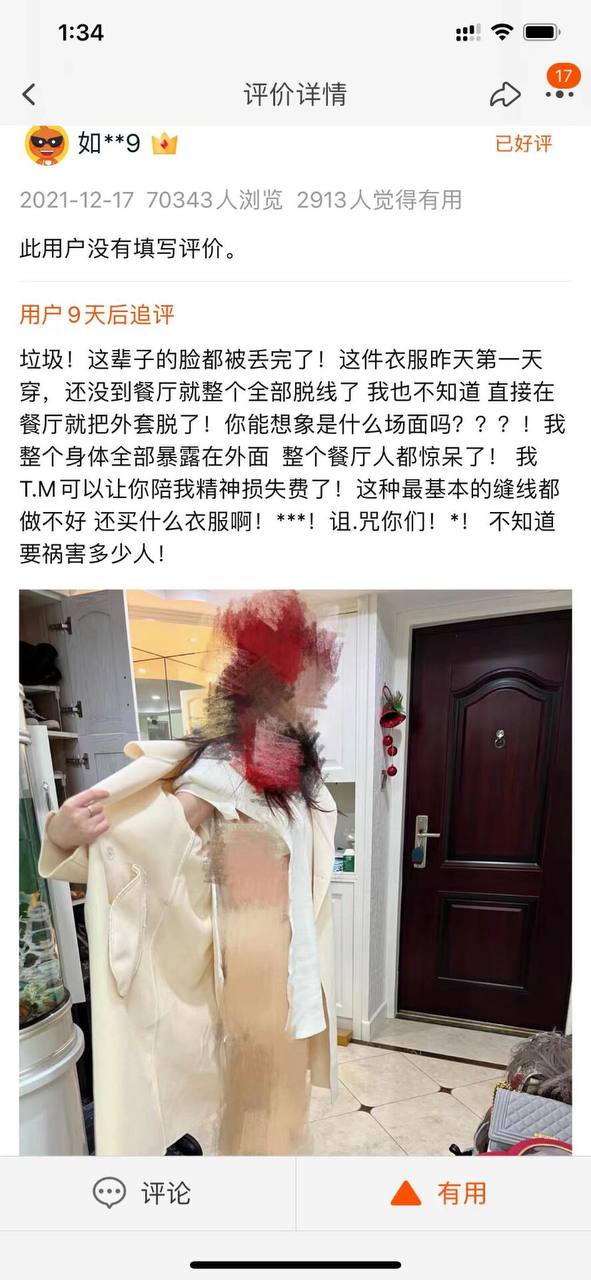 1:34
评价详情
17
如**9
已好评
2021-12-17 70343人浏览 2913人觉得有用
此用户没有填写评价。
用户9天后追评
垃圾！这辈子的脸都被丢完了！这件衣服昨天第一天
穿，还没到餐厅就整个全部脱线了 我也不知道 直接在
餐厅就把外套脱了！你能想象是什么场面吗？？？！我
整个身体全部暴露在外面 整个餐厅人都惊呆了！ 我
T.M可以让你陪我精神损失费了！这种最基本的缝线都
做不好 还买什么衣服啊！***！诅.咒你们！*！ 不知道
要祸害多少人！
评论
有用